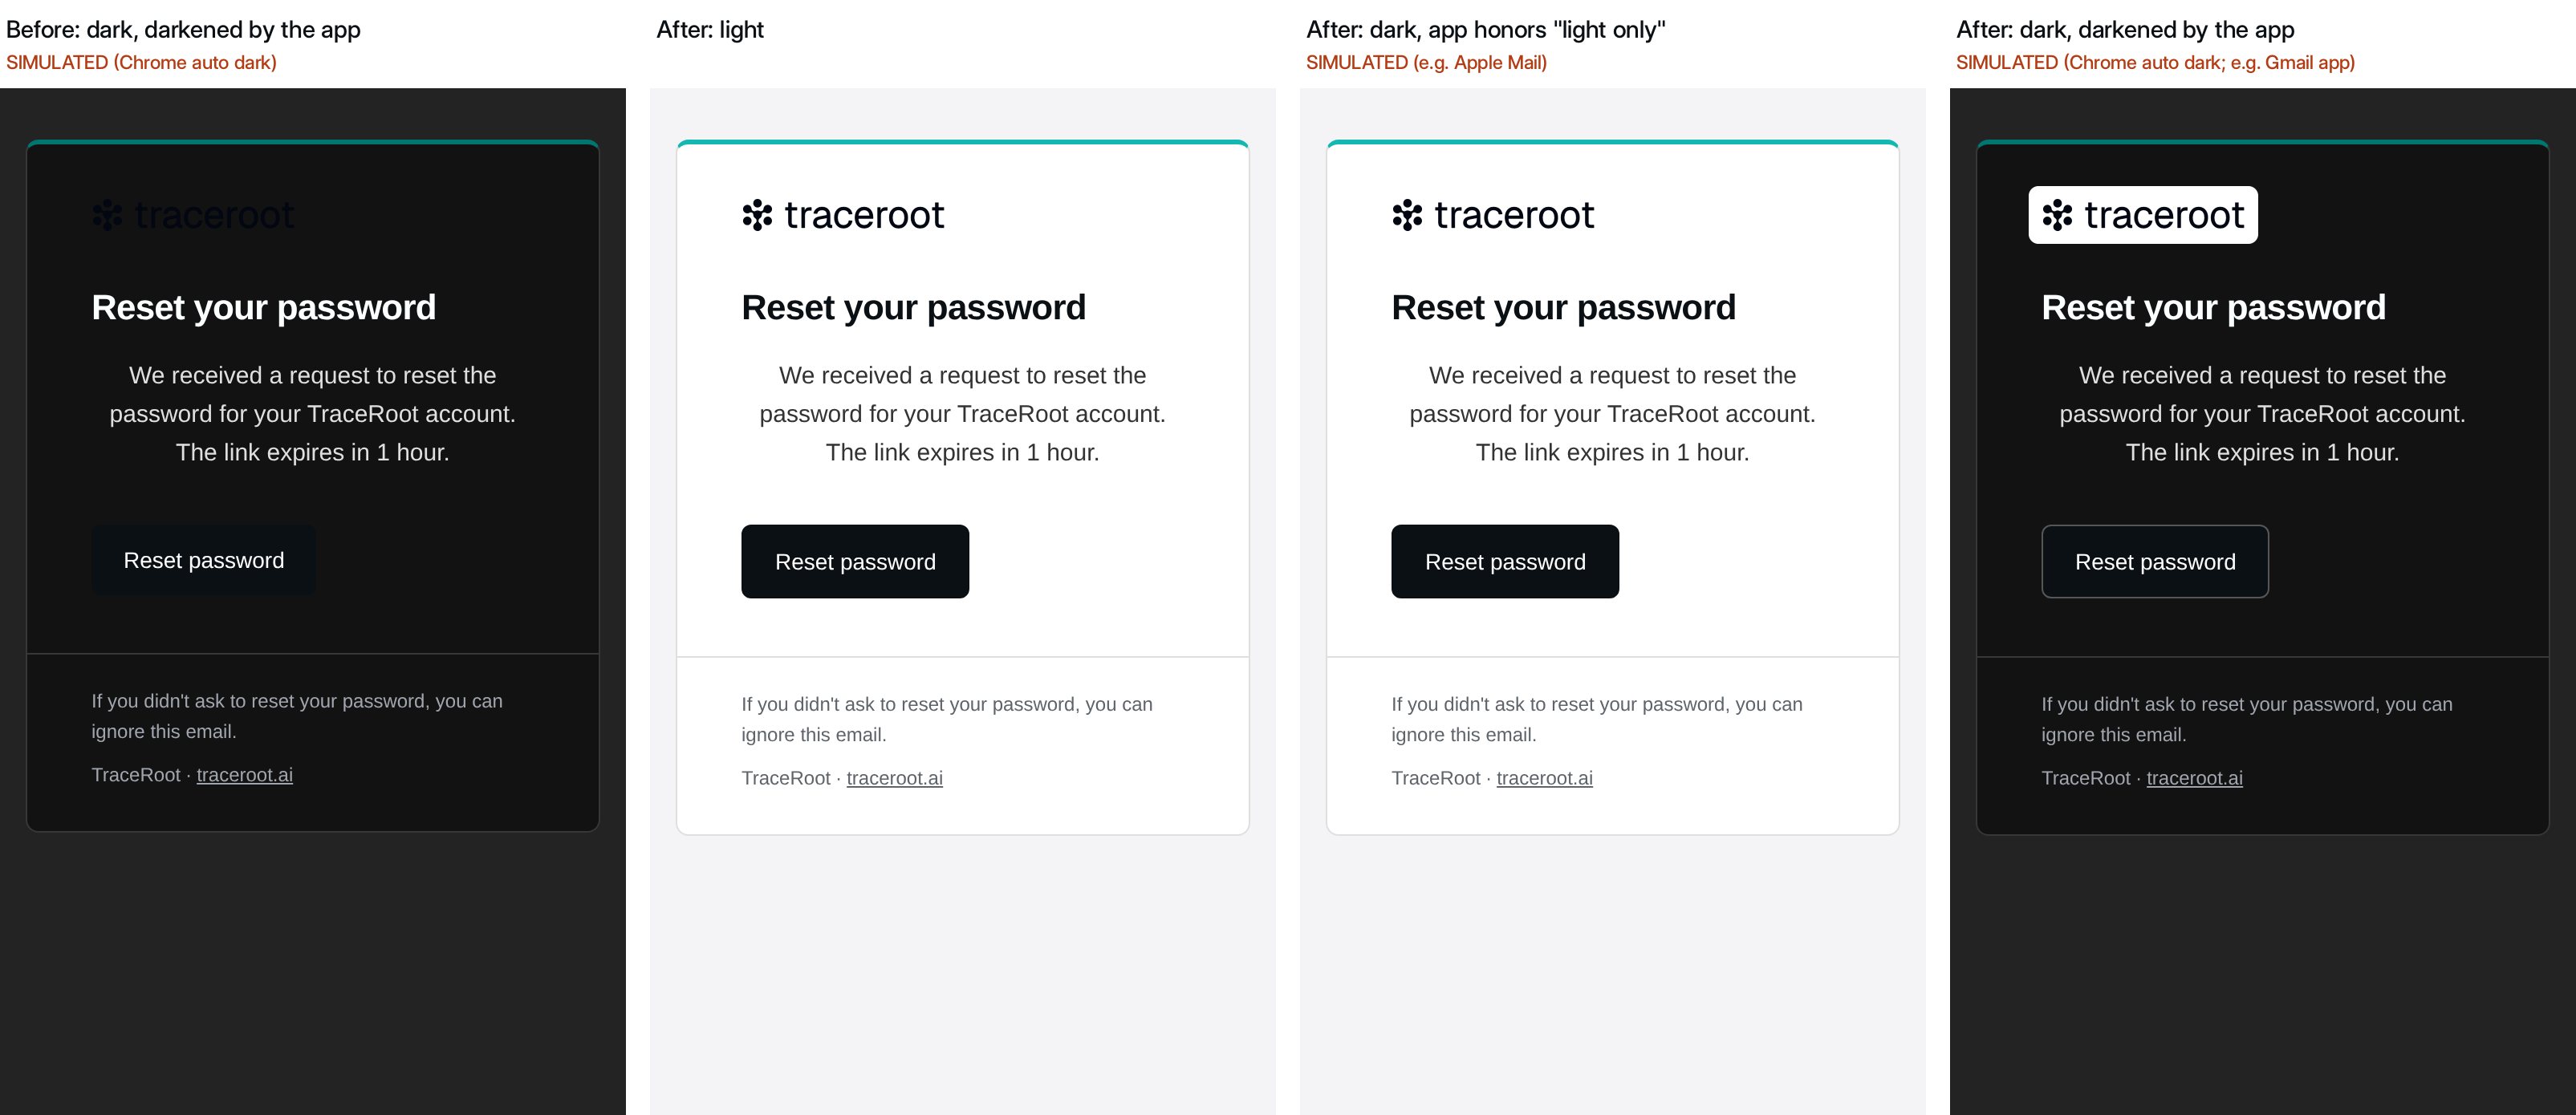 Before: dark, darkened by the app
SIMULATED (Chrome auto dark)
traceroot
Reset your password
We received a request to reset the
password for your TraceRoot account.
The link expires in 1 hour.
Reset password
If you didn't ask to reset your password, you can
ignore this email.
TraceRoot · traceroot.ai
After: light
traceroot
Reset your password
We received a request to reset the
password for your TraceRoot account.
The link expires in 1 hour.
Reset password
If you didn't ask to reset your password, you can
ignore this email.
TraceRoot · traceroot.ai
After: dark, app honors "light only"
SIMULATED (e.g. Apple Mail)
traceroot
Reset your password
We received a request to reset the
password for your TraceRoot account.
The link expires in 1 hour.
Reset password
If you didn't ask to reset your password, you can
ignore this email.
TraceRoot · traceroot.ai
After: dark, darkened by the app
SIMULATED (Chrome auto dark; e.g. Gmail app)
traceroot
Reset your password
We received a request to reset the
password for your TraceRoot account.
The link expires in 1 hour.
Reset password
If you didn't ask to reset your password, you can
ignore this email.
TraceRoot · traceroot.ai